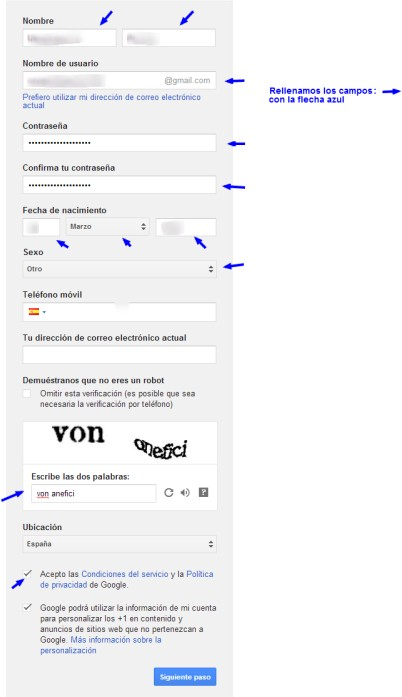 Nombre
Nombre de usuario
@gmail.com
Prefiero utilizar mi dirección de correo electrónico
actual
Rellenamos los campos:
con la flecha azul
Contraseña
••••••••••••••••••••
Confirma tu contraseña
••••••••••••••••••••
Fecha de nacimiento
Marzo
Sexo
Otro
Teléfono móvil
Tu dirección de correo electrónico actual
Demuéstranos que no eres un robot
Omitir esta verificación (es posible que sea
necesaria la verificación por teléfono)
von anefici
Escribe las dos palabras:
von anefici
?
Ubicación
España
Acepto las Condiciones del servicio y la Política
de privacidad de Google.
Google podrá utilizar la información de mi cuenta
para personalizar los +1 en contenido y
anuncios de sitios web que no pertenezcan a
Google. Más información sobre la
personalización
Siguiente paso